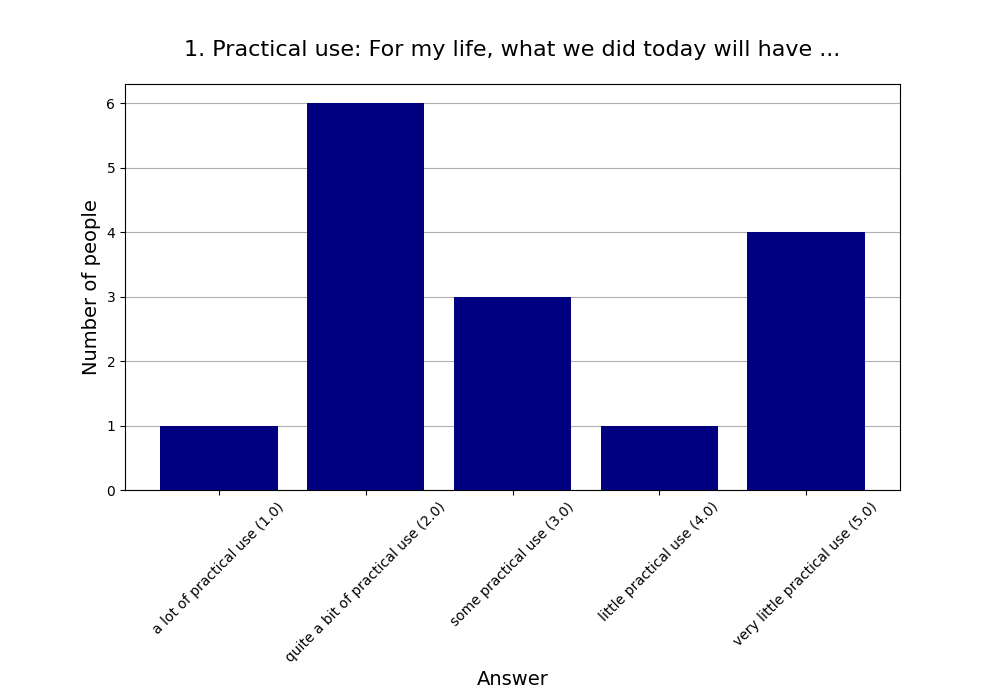 1. Practical use: For my life, what we did today will have ...
Number of people
6
5
4
3
2
1
0
a lot of practical use (1.0)
quite a bit of practical use (2.0)
some practical use (3.0)
little practical use (4.0)
very little practical use (5.0)
Answer